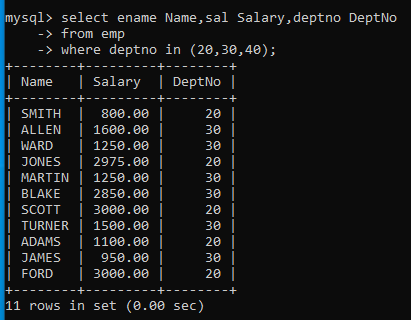 mysql> select ename Name,sal Salary,deptno DeptNo
    -> from emp
    -> where deptno in (20,30,40);
+--------+---------+--------+
| Name   | Salary  | DeptNo |
+--------+---------+--------+
| SMITH  |  800.00 |     20 |
| ALLEN  | 1600.00 |     30 |
| WARD   | 1250.00 |     30 |
| JONES  | 2975.00 |     20 |
| MARTIN | 1250.00 |     30 |
| BLAKE  | 2850.00 |     30 |
| SCOTT  | 3000.00 |     20 |
| TURNER | 1500.00 |     30 |
| ADAMS  | 1100.00 |     20 |
| JAMES  |  950.00 |     30 |
| FORD   | 3000.00 |     20 |
+--------+---------+--------+
11 rows in set (0.00 sec)